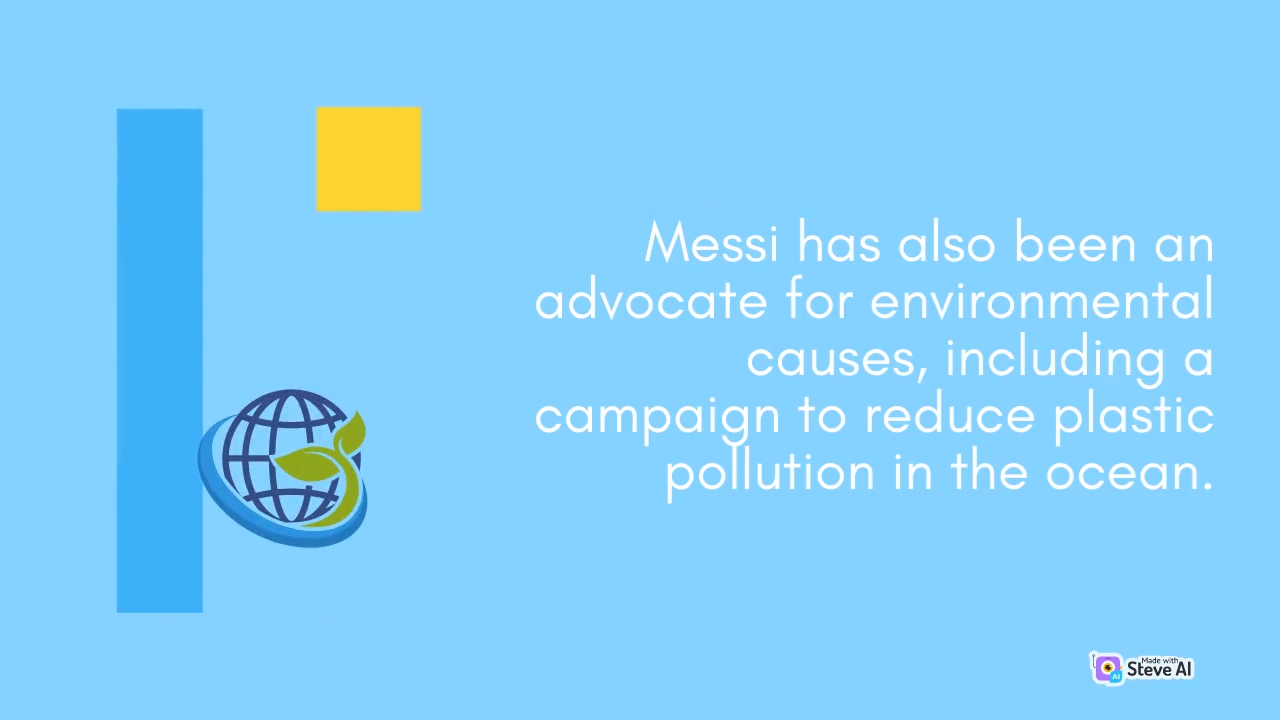 Messi has also been an
advocate for environmental
causes, including a
campaign to reduce plastic
pollution in the ocean.
Made with
Steve AI
AI